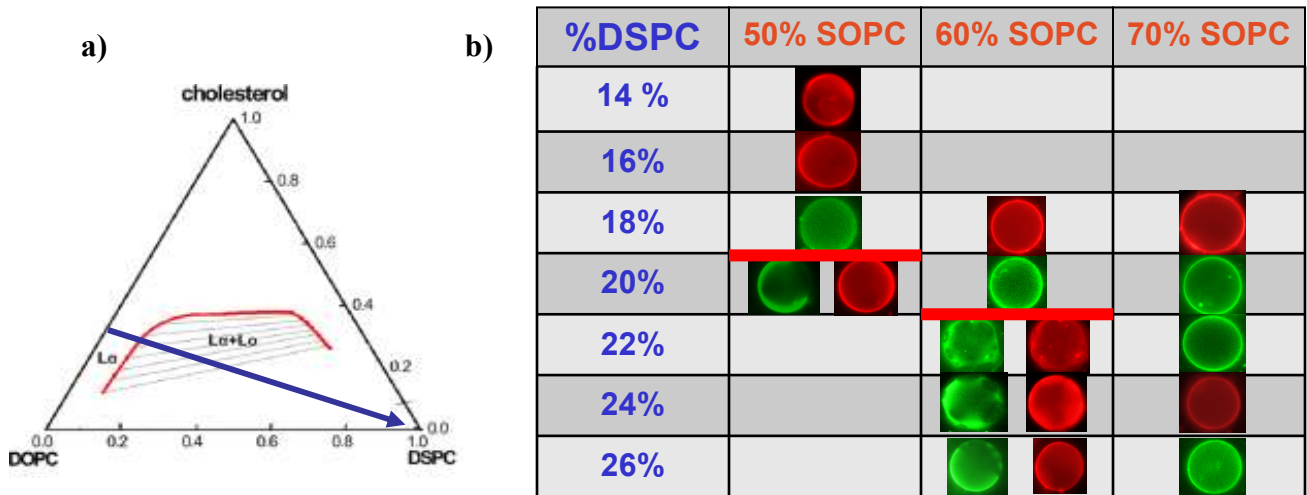 a)
cholesterol
1.0
0.8
0.6
0.4
Lα Lα+Lo
0.2
0.0 0.2 0.4 0.6 0.8 1.0 0.0
DOPC DSPC
b)
%DSPC 50% SOPC 60% SOPC 70% SOPC
14 %
16%
18%
20%
22%
24%
26%